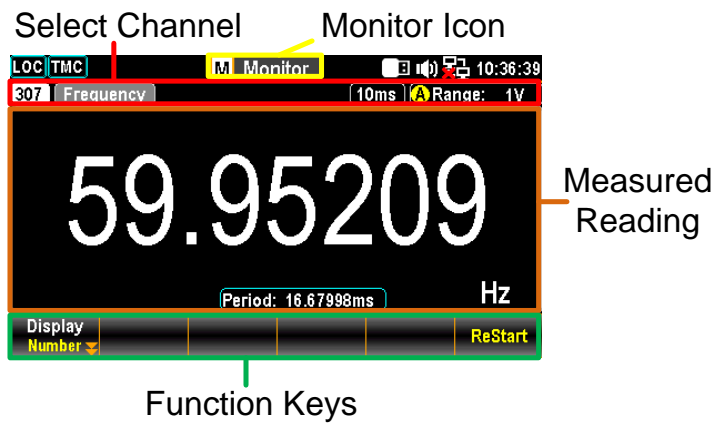 Select Channel Monitor Icon
LOC TMC M Monitor 10:36:39
307 Frequency 10ms A Range: 1V
59.95209
Measured
Reading
Period: 16.67998ms Hz
Display
Number ReStart
Function Keys